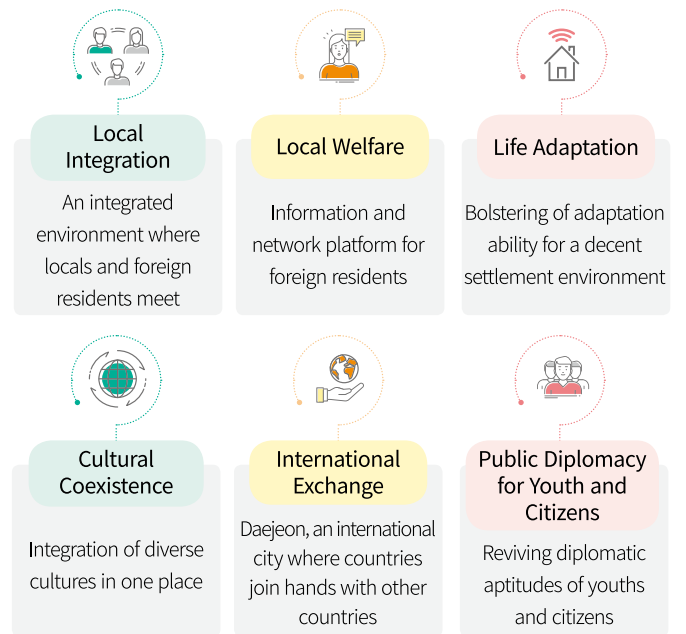 Local
Integration
An integrated
environment where
locals and foreign
residents meet
Local Welfare
Information and
network platform for
foreign residents
Life Adaptation
Bolstering of adaptation
ability for a decent
settlement environment
Cultural
Coexistence
Integration of diverse
cultures in one place
International
Exchange
Daejeon, an international
city where countries
join hands with other
countries
Public Diplomacy
for Youth and
Citizens
Reviving diplomatic
aptitudes of youths
and citizens